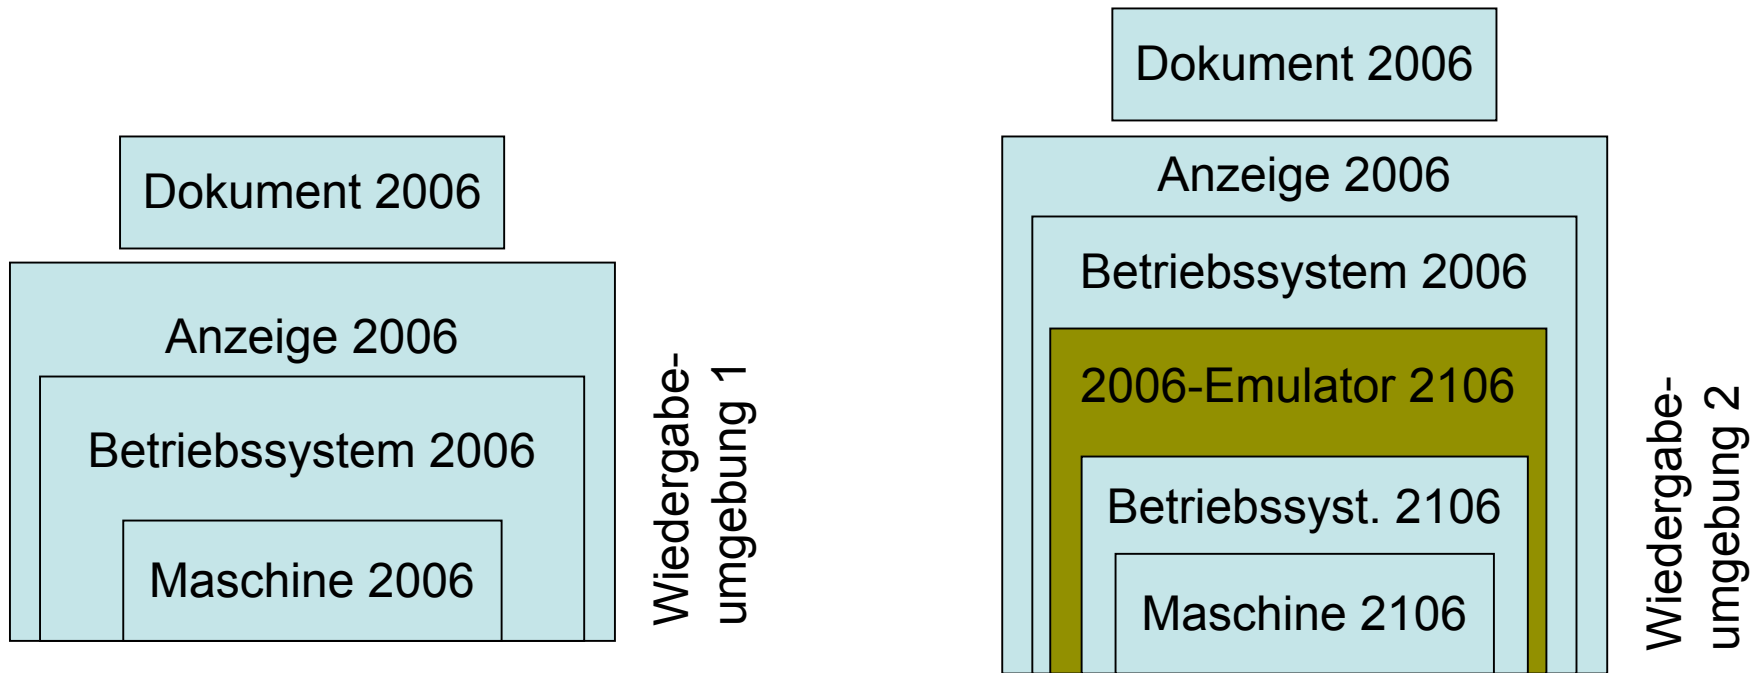 Dokument 2006
Anzeige 2006
Betriebssystem 2006
Maschine 2006
Wiedergabe-
umgebung 1
Dokument 2006
Anzeige 2006
Betriebssystem 2006
2006-Emulator 2106
Betriebssyst. 2106
Maschine 2106
Wiedergabe-
umgebung 2